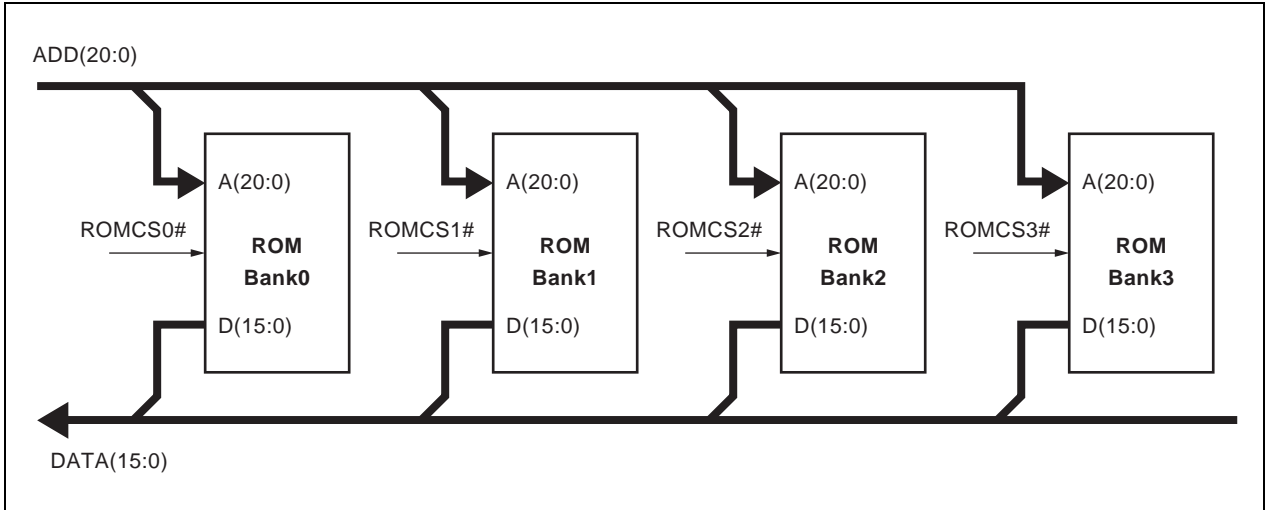 ADD(20:0)
A(20:0)
A(20:0)
A(20:0)
A(20:0)
ROMCS0#
ROMCS1#
ROMCS2#
ROMCS3#
ROM
Bank0
ROM
Bank1
ROM
Bank2
ROM
Bank3
D(15:0)
D(15:0)
D(15:0)
D(15:0)
DATA(15:0)